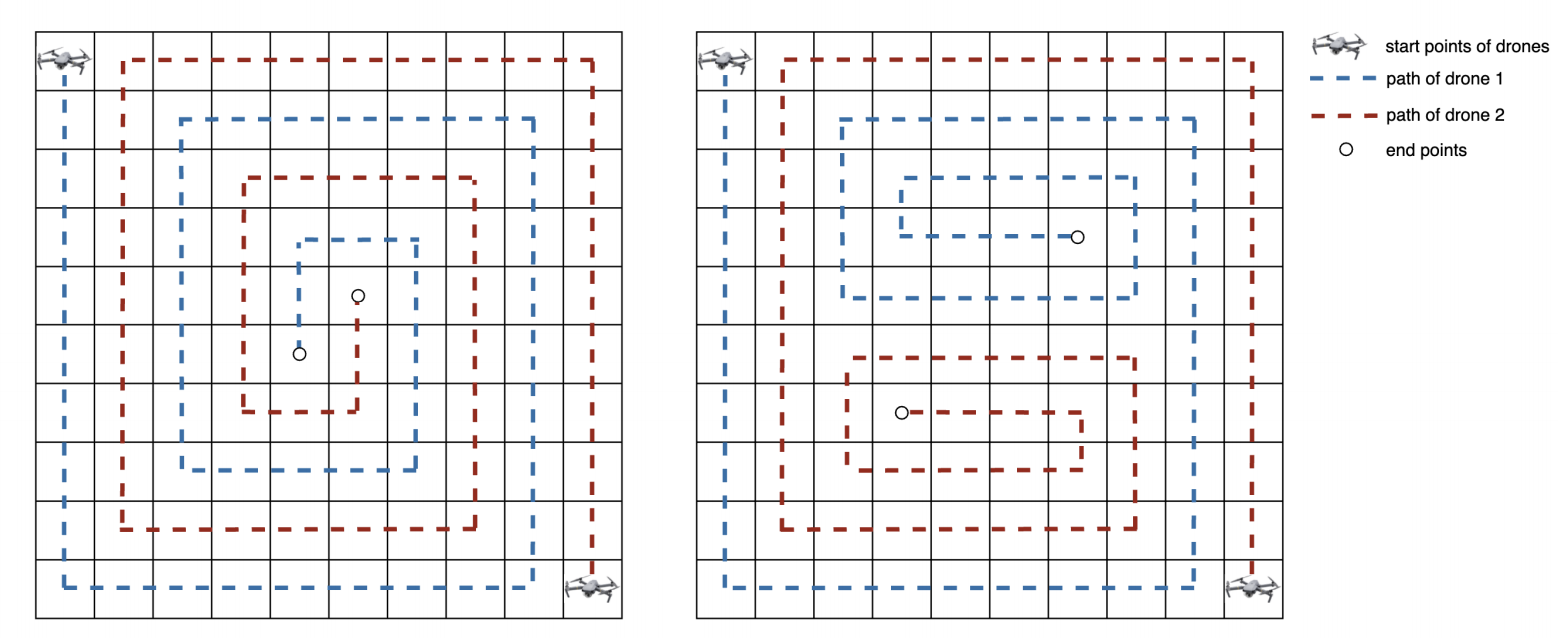 start points of drones
path of drone 1
path of drone 2
end points